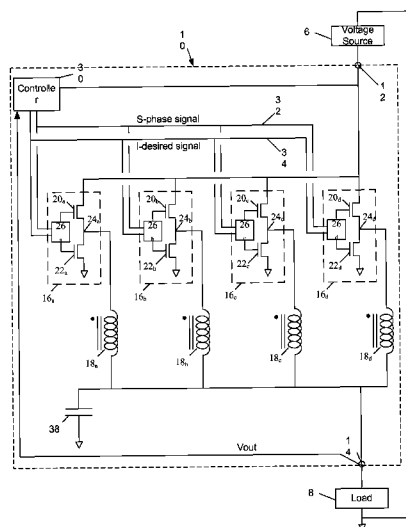 6
Voltage
Source
1
0
3
0
Controlle
r
1
2
S-phase signal
3
2
I-desired signal
3
4
20a
20b
20c
20d
26
24a
26
24b
26
24c
26
24d
22a
22b
22c
22d
16a
16b
16c
16d
18a
18b
18c
18d
38
Vout
1
4
8
Load